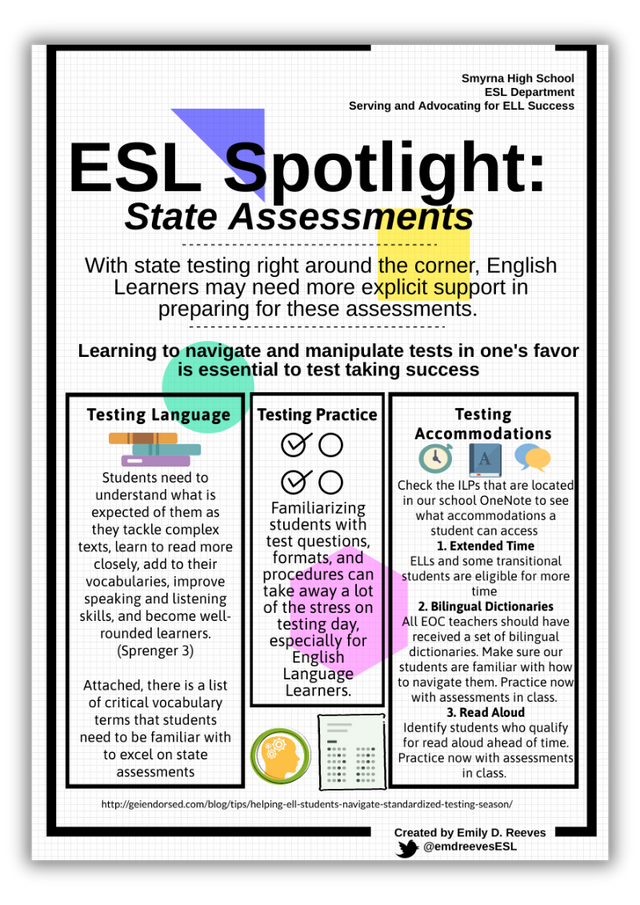 Smyrna High School
ESL Department
Serving and Advocating for ELL Success
ESL Spotlight:
State Assessments
With state testing right around the corner, English
Learners may need more explicit support in
preparing for these assessments.
Learning to navigate and manipulate tests in one's favor
is essential to test taking success
Testing Language
Students need to
understand what is
expected of them as
they tackle complex
texts, learn to read more
closely, add to their
vocabularies, improve
speaking and listening
skills, and become well-
rounded learners.
(Sprenger 3)
Attached, there is a list
of critical vocabulary
terms that students
need to be familiar with
to excel on state
assessments
Testing Practice
Familiarizing
students with
test questions,
formats, and
procedures can
take away a lot
of the stress on
testing day,
especially for
English
Language
Learners.
Testing
Accommodations
A
Check the ILPs that are located
in our school OneNote to see
what accommodations a
student can access
1. Extended Time
ELLs and some transitional
students are eligible for more
time
2. Bilingual Dictionaries
All EOC teachers should have
received a set of bilingual
dictionaries. Make sure our
students are familiar with how
to navigate them. Practice now
with assessments in class.
3. Read Aloud
Identify students who qualify
for read aloud ahead of time.
Practice now with assessments
in class.
http://geiendorsed.com/blog/tips/helping-ell-students-navigate-standardized-testing-season/
Created by Emily D. Reeves
@emdreevesESL